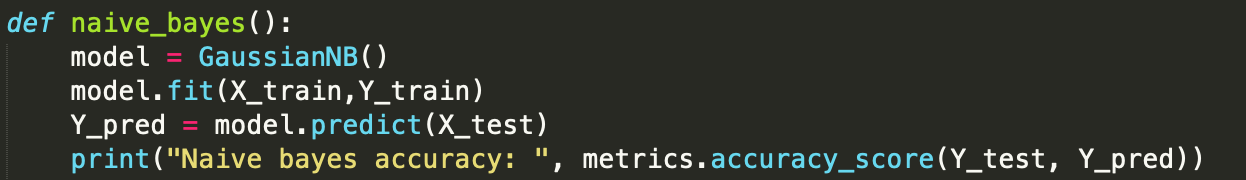 def naive_bayes():
    model = GaussianNB()
    model.fit(X_train,Y_train)
    Y_pred = model.predict(X_test)
    print("Naive bayes accuracy: ", metrics.accuracy_score(Y_test, Y_pred))